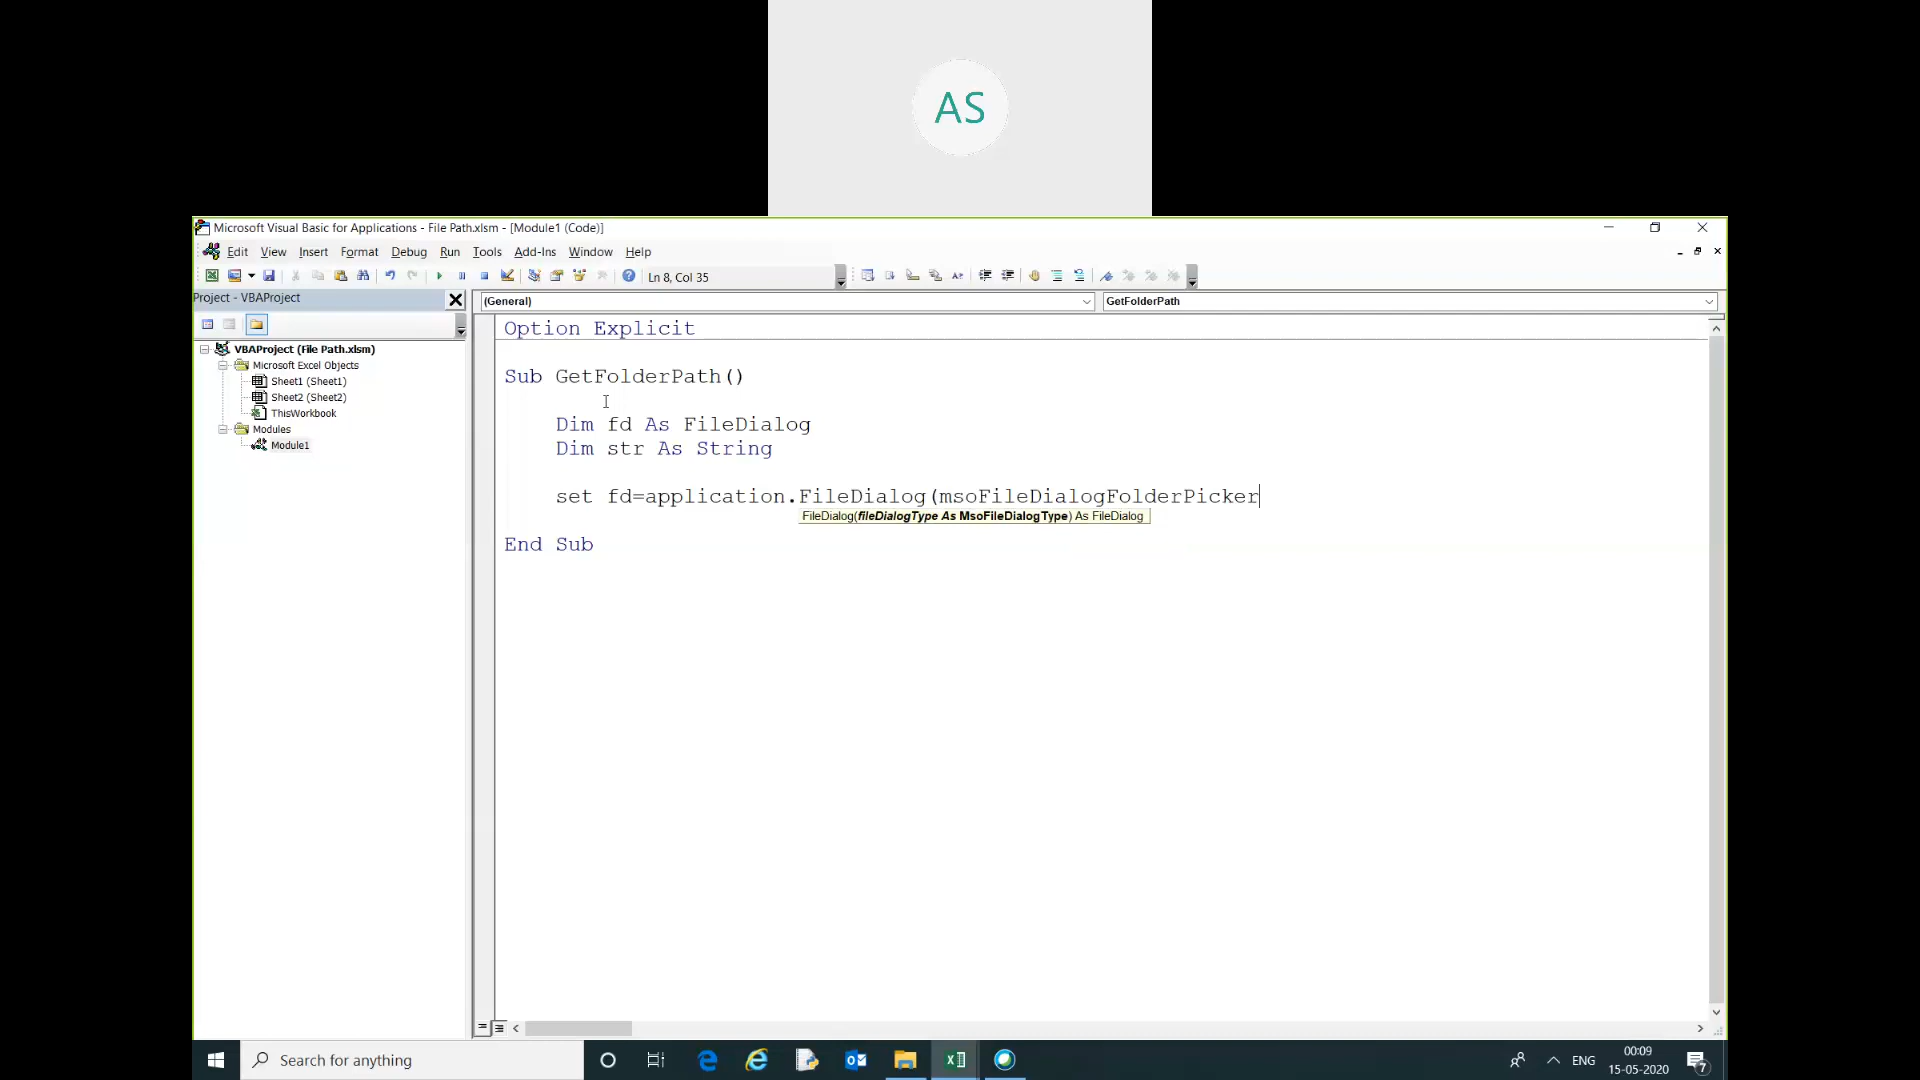 AS
Microsoft Visual Basic for Applications - File Path.xlsm - [Module1 (Code)]
Edit View Insert Format Debug Run Tools Add-Ins Window Help
Ln 8, Col 35
Project - VBAProject
(General)
GetFolderPath
VBAProject (File Path.xlsm)
Microsoft Excel Objects
Sheet1 (Sheet1)
Sheet2 (Sheet2)
ThisWorkbook
Modules
Module1
Option Explicit
Sub GetFolderPath()
Dim fd As FileDialog
Dim str As String
set fd=application.FileDialog(msoFileDialogFolderPicker
FileDialog(fileDialogType As MsoFileDialogType) As FileDialog
End Sub
Search for anything
ENG
00:09
15-05-2020
7